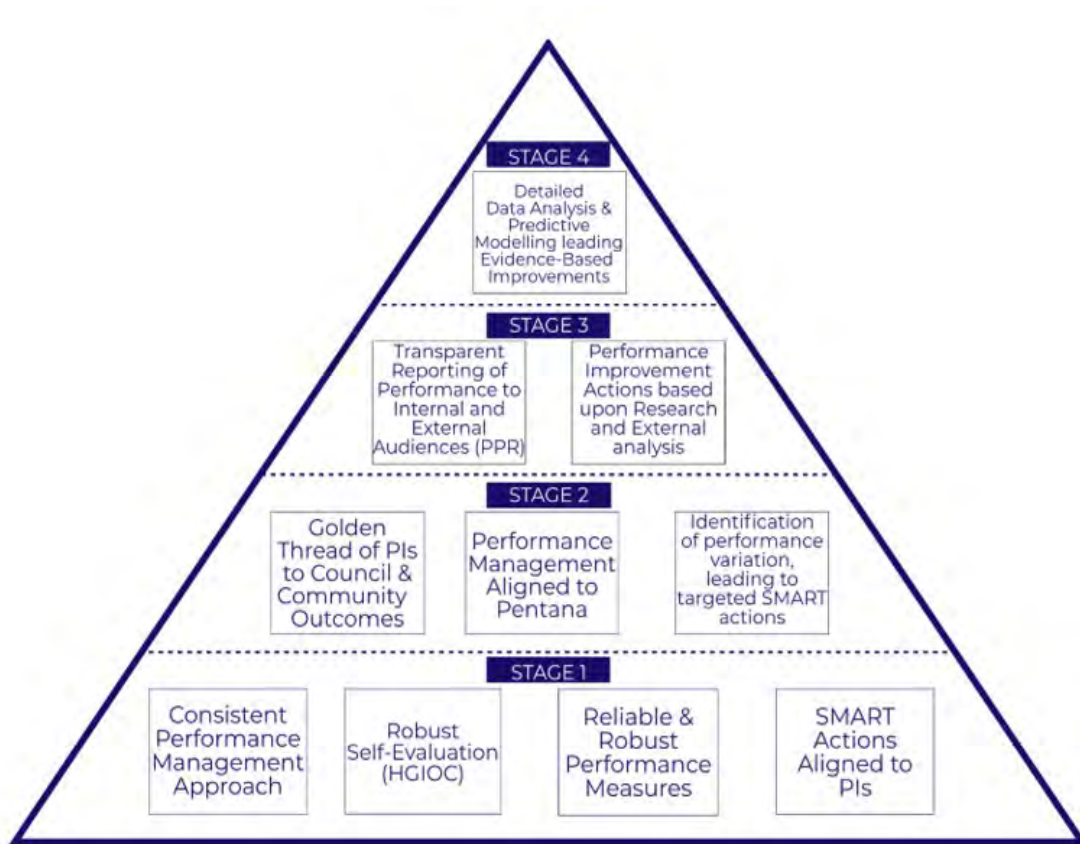 STAGE 4
Detailed
Data Analysis &
Predictive
Modelling leading
Evidence-Based
Improvements
STAGE 3
Transparent
Reporting of
Performance to
Internal and
External
Audiences (PPR)
Performance
Improvement
Actions based
upon Research
and External
analysis
STAGE 2
Golden
Thread of PIs
to Council &
Community
Outcomes
Performance
Management
Aligned to
Pentana
Identification
of performance
variation,
leading to
targeted SMART
actions
STAGE 1
Consistent
Performance
Management
Approach
Robust
Self-Evaluation
(HGIOC)
Reliable &
Robust
Performance
Measures
SMART
Actions
Aligned to
PIs